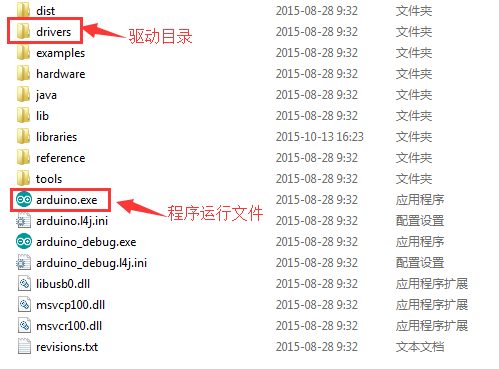 dist 2015-08-28 9:32 文件夹
drivers 2015-08-28 9:32 文件夹
驱动目录
examples 2015-08-28 9:32 文件夹
hardware 2015-08-28 9:32 文件夹
java 2015-08-28 9:32 文件夹
lib 2015-08-28 9:32 文件夹
libraries 2015-10-13 16:23 文件夹
reference 2015-08-28 9:32 文件夹
tools 2015-08-28 9:32 文件夹
arduino.exe 2015-08-28 9:32 应用程序
程序运行文件
arduino.l4j.ini 2015-08-28 9:32 配置设置
arduino_debug.exe 2015-08-28 9:32 应用程序
arduino_debug.l4j.ini 2015-08-28 9:32 配置设置
libusb0.dll 2015-08-28 9:32 应用程序扩展
msvcp100.dll 2015-08-28 9:32 应用程序扩展
msvcr100.dll 2015-08-28 9:32 应用程序扩展
revisions.txt 2015-08-28 9:32 文本文档